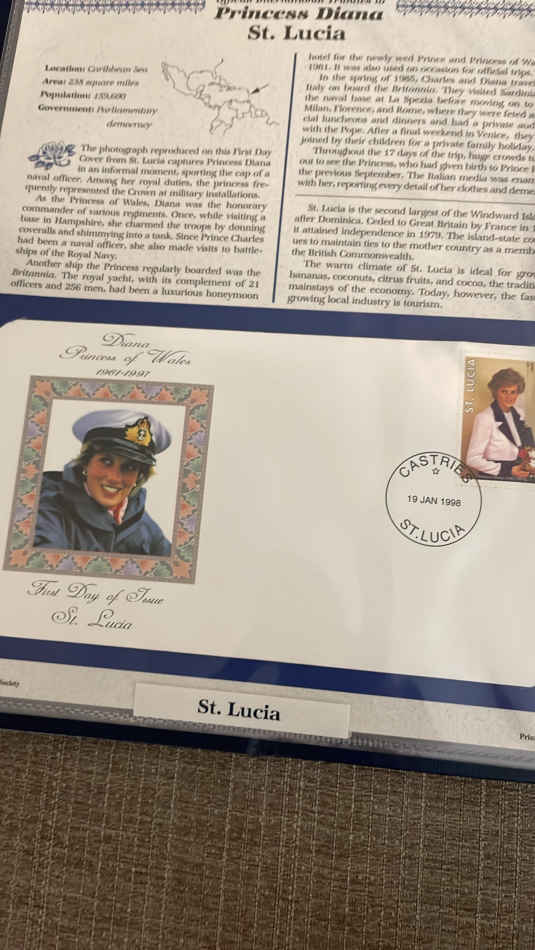 Princess Diana
St. Lucia
Location: Caribbean Sea
Area: 238 square miles
Population: 159,600
Government: Parliamentary
democracy
The photograph reproduced on this First Day
Cover from St. Lucia captures Princess Diana
in an informal moment, sporting the cap of a
naval officer. Among her royal duties, the princess fre-
quently represented the Crown at military installations.
As the Princess of Wales, Diana was the honorary
commander of various regiments. Once, while visiting a
base in Hampshire, she charmed the troops by donning
coveralls and shimmying into a tank. Since Prince Charles
had been a naval officer, she also made visits to battle-
ships of the Royal Navy.
Another ship the Princess regularly boarded was the
Britannia. The royal yacht, with its complement of 21
officers and 256 men, had been a luxurious honeymoon
hotel for the newly wed Prince and Princess of
1981. It was also used on occasion for official trips.
In the spring of 1985, Charles and Diana
Italy on board the Britannia. They visited
the naval base at La Spezia before moving on to
Milan, Florence, and Rome, where they were feted
cial luncheons and dinners and had a private
with the Pope. After a final weekend in Venice, they
joined by their children for a private family holiday.
Throughout the 17 days of the trip, huge crowds
out to see the Princess, who had given birth to Prince
the previous September. The Italian media was
with her, reporting every detail of her clothes and
St. Lucia is the second largest of the Windward
after Dominica. Ceded to Great Britain by France in
it attained independence in 1979. The island-state
ues to maintain ties to the mother country as a
the British Commonwealth.
The warm climate of St. Lucia is ideal for
bananas, coconuts, citrus fruits, and cocoa, the
mainstays of the economy. Today, however, the
growing local industry is tourism.
Diana
Princess of Wales
1961-1997
ST. LUCIA
$1
CASTRIES
19 JAN 1998
ST.LUCIA
First Day of Issue
St. Lucia
Society
St. Lucia